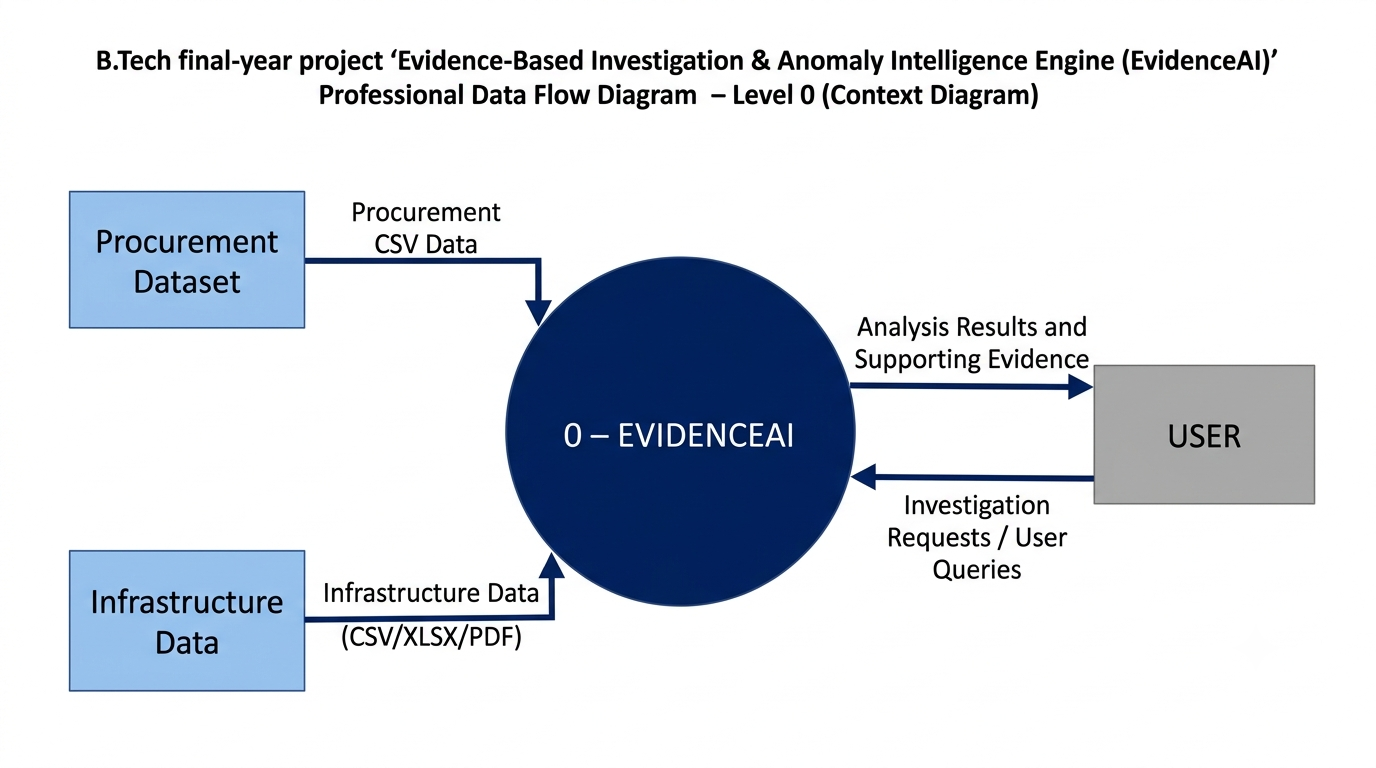 B.Tech final-year project ‘Evidence-Based Investigation & Anomaly Intelligence Engine (EvidenceAI)’
Professional Data Flow Diagram – Level 0 (Context Diagram)
Procurement
Dataset
Procurement
CSV Data
0 – EVIDENCEAI
Analysis Results and
Supporting Evidence
USER
Investigation
Requests / User
Queries
Infrastructure
Data
Infrastructure Data
(CSV/XLSX/PDF)